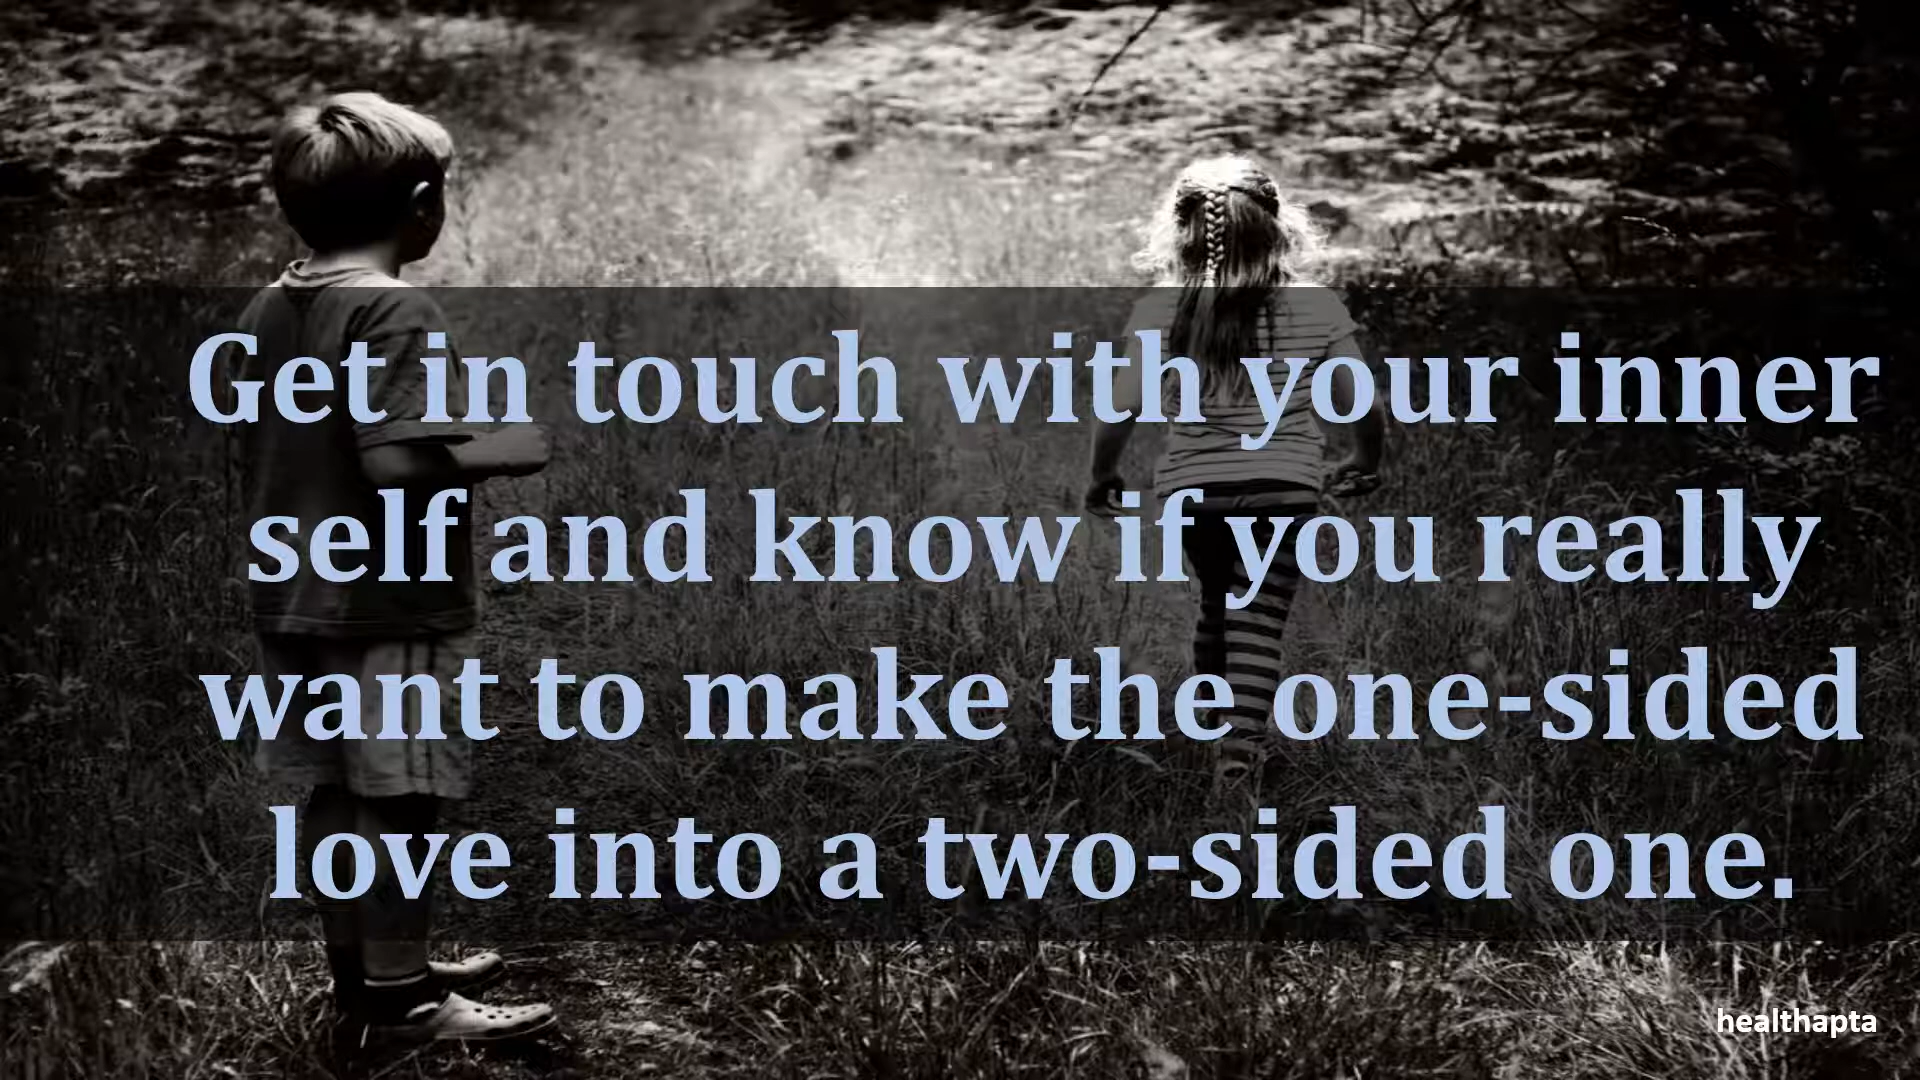 Get in touch with your inner
self and know if you really
want to make the one-sided
love into a two-sided one.
healthapta